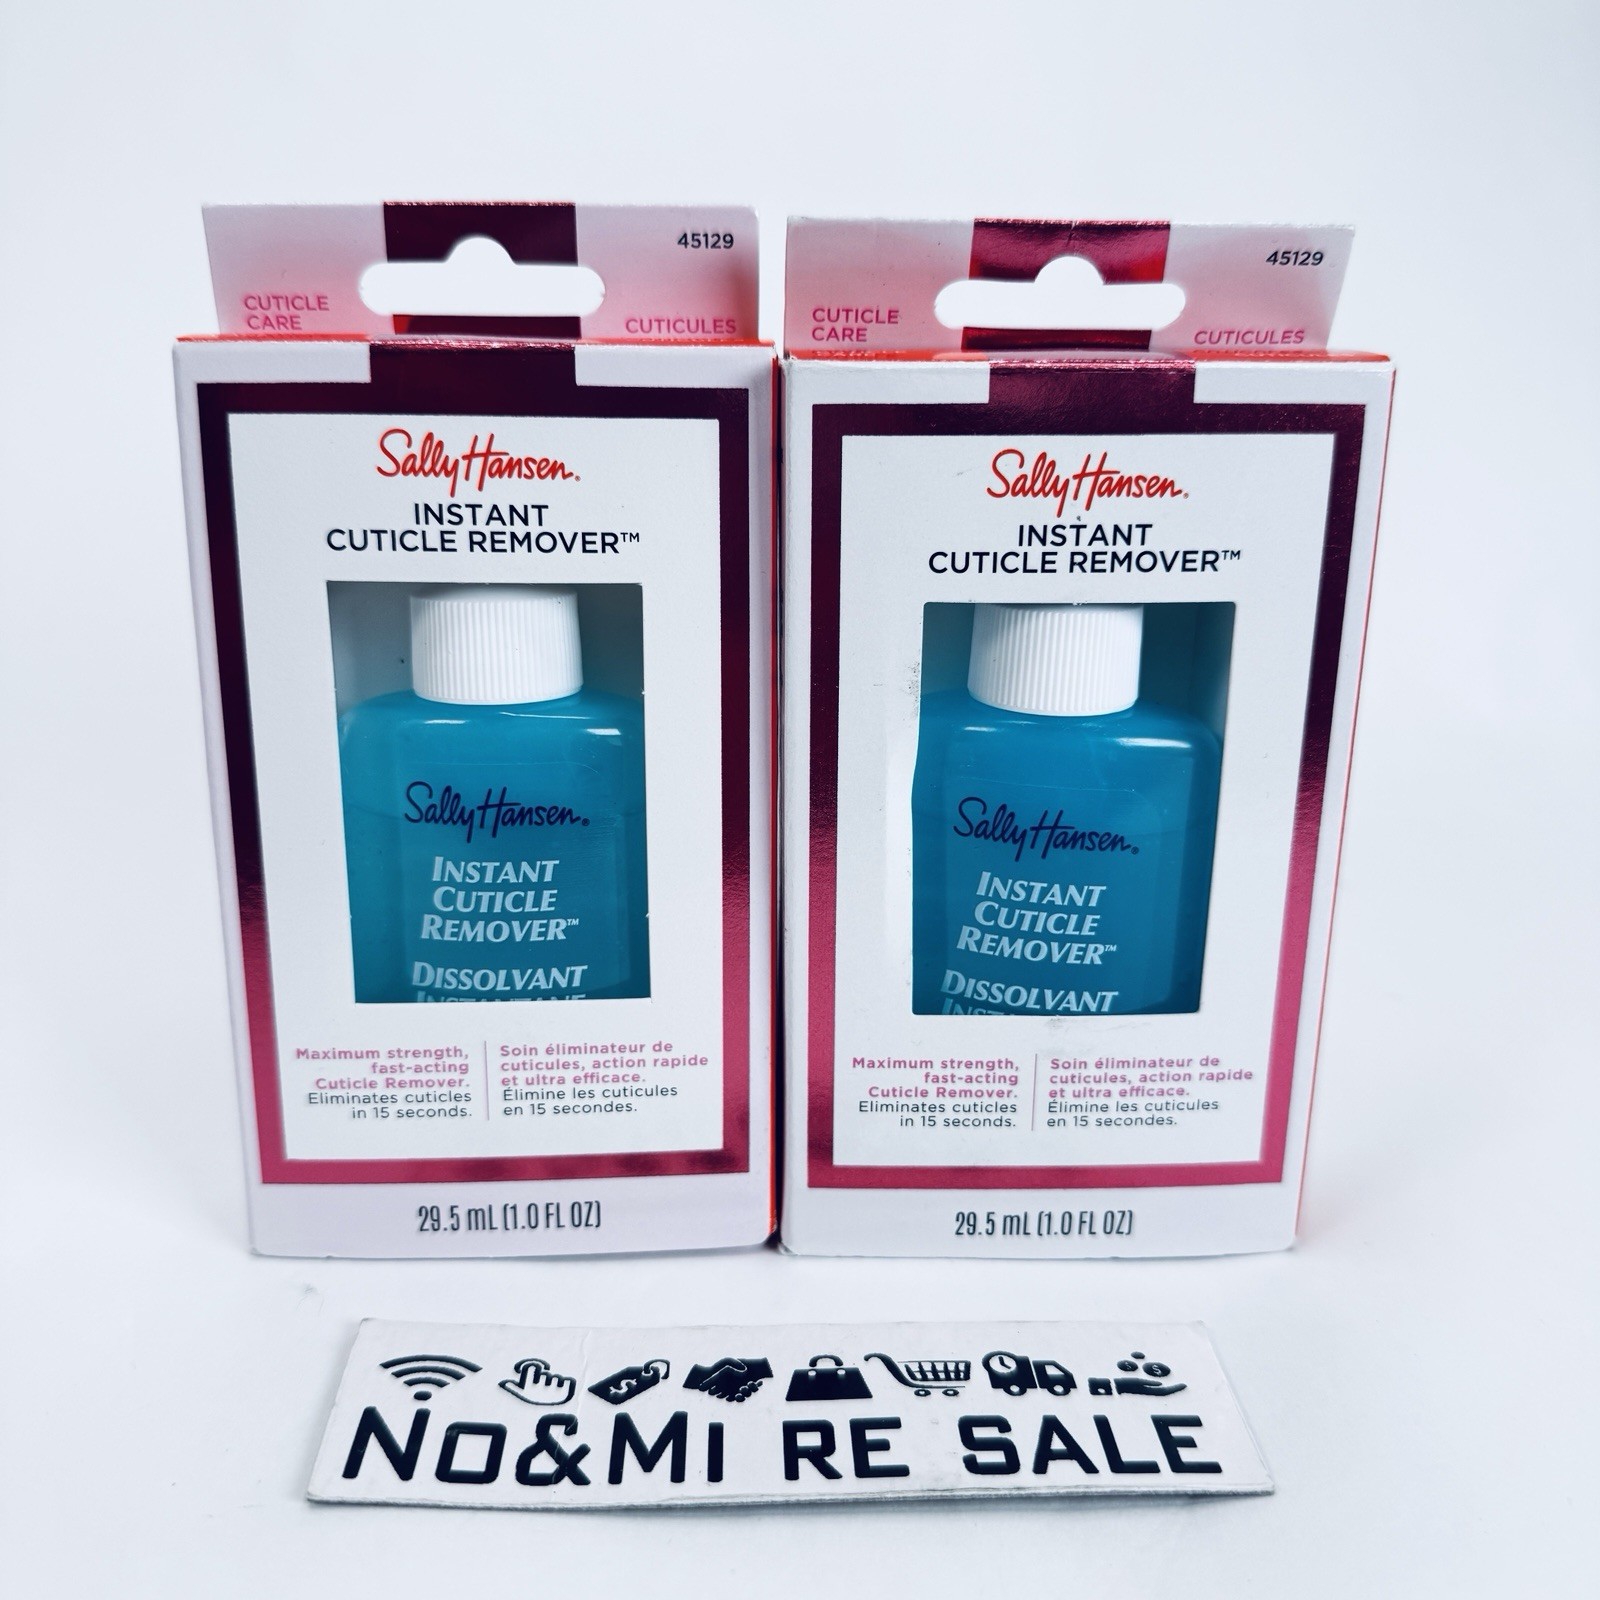 45129
CUTICLE
CARE
CUTICULES
Sally Hansen®
INSTANT
CUTICLE REMOVER™
Sally Hansen®
INSTANT
CUTICLE
REMOVER™
DISSOLVANT
Maximum strength,
fast-acting
Cuticle Remover.
Eliminates cuticles
in 15 seconds.
Soin éliminateur de
cuticules, action rapide
et ultra efficace.
Élimine les cuticules
en 15 secondes.
29.5 mL (1.0 FL OZ)
45129
CUTICLE
CARE
CUTICULES
Sally Hansen®
INSTANT
CUTICLE REMOVER™
Sally Hansen®
INSTANT
CUTICLE
REMOVER™
DISSOLVANT
Maximum strength,
fast-acting
Cuticle Remover.
Eliminates cuticles
in 15 seconds.
Soin éliminateur de
cuticules, action rapide
et ultra efficace.
Élimine les cuticules
en 15 secondes.
29.5 mL (1.0 FL OZ)
No&Mi RE SALE